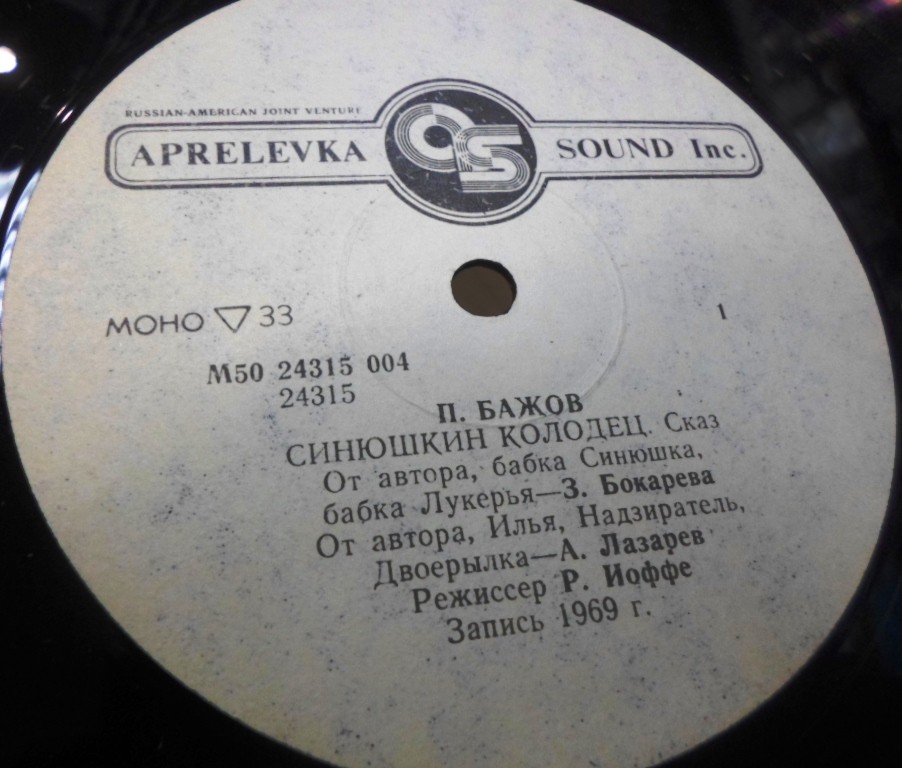 RUSSIAN-AMERICAN JOINT VENTURE
APRELEVKA SOUND Inc.
МОНО ▽ 33
1
М50 24315 004
24315
П. БАЖОВ
СИНЮШКИН КОЛОДЕЦ. Сказ
От автора, бабка Синюшка,
бабка Лукерья—З. Бокарева
От автора, Илья, Надзиратель,
Двоерылка—А. Лазарев
Режиссер Р. Иоффе
Запись 1969 г.